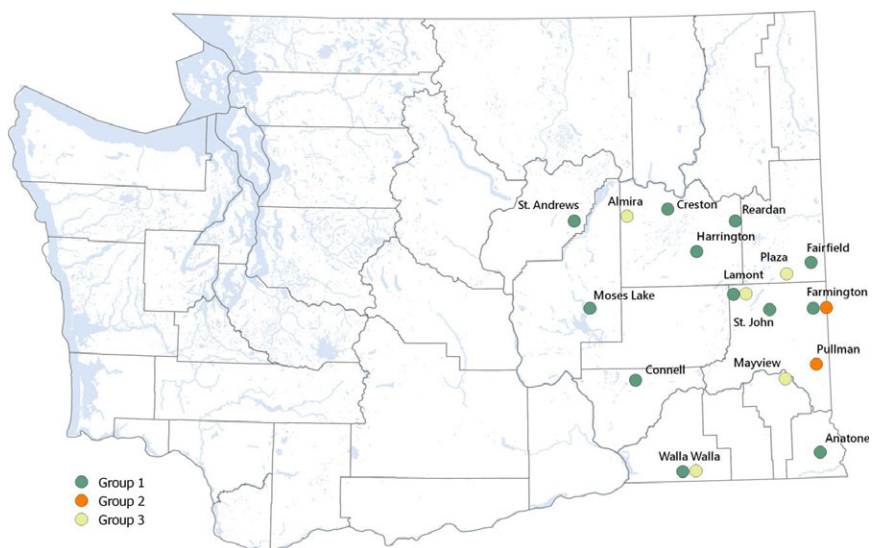 St. Andrews
Almira
Creston
Reardan
Harrington
Plaza
Fairfield
Lamont
Moses Lake
Farmington
St. John
Pullman
Mayview
Connell
Anatone
Walla Walla
Group 1
Group 2
Group 3